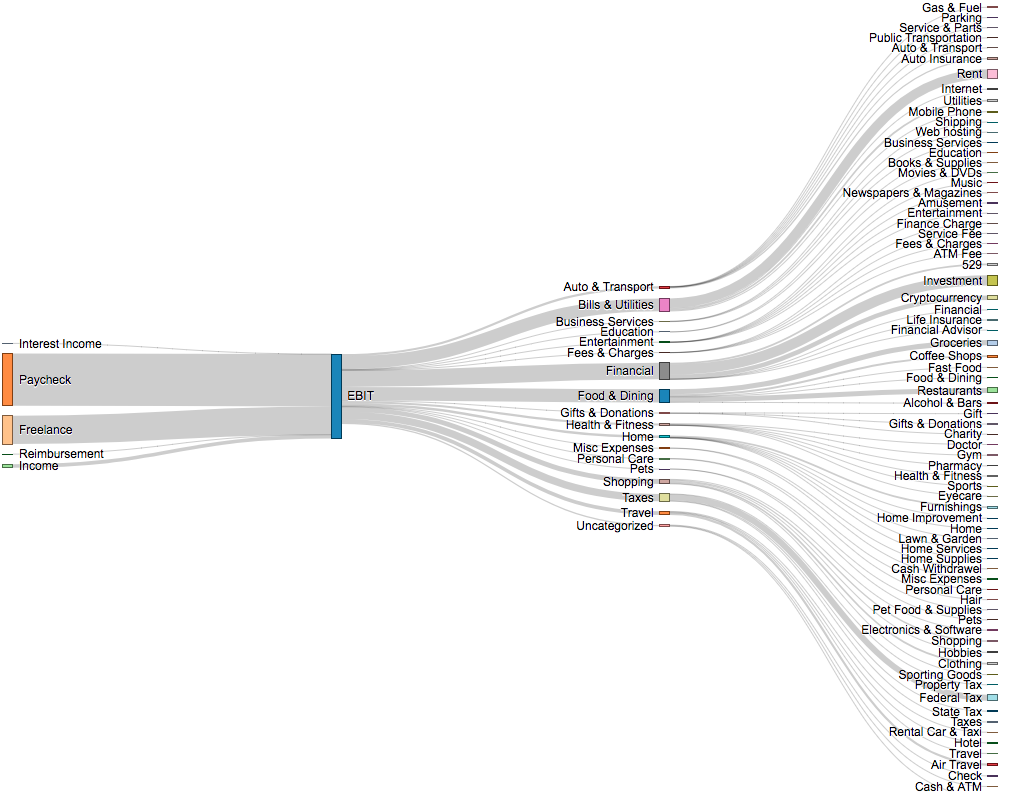 Interest Income
Paycheck
Freelance
Reimbursement
Income
EBIT
Auto & Transport
Bills & Utilities
Business Services
Education
Entertainment
Fees & Charges
Financial
Food & Dining
Gifts & Donations
Health & Fitness
Home
Misc Expenses
Personal Care
Pets
Shopping
Taxes
Travel
Uncategorized
Gas & Fuel
Parking
Service & Parts
Public Transportation
Auto & Transport
Auto Insurance
Rent
Internet
Utilities
Mobile Phone
Shipping
Web hosting
Business Services
Education
Books & Supplies
Movies & DVDs
Music
Newspapers & Magazines
Amusement
Entertainment
Finance Charge
Service Fee
Fees & Charges
ATM Fee
529
Investment
Cryptocurrency
Financial
Life Insurance
Financial Advisor
Groceries
Coffee Shops
Fast Food
Food & Dining
Restaurants
Alcohol & Bars
Gift
Gifts & Donations
Charity
Doctor
Gym
Pharmacy
Health & Fitness
Sports
Eyecare
Furnishings
Home Improvement
Home
Lawn & Garden
Home Services
Home Supplies
Cash Withdrawel
Misc Expenses
Personal Care
Hair
Pet Food & Supplies
Pets
Electronics & Software
Shopping
Hobbies
Clothing
Sporting Goods
Property Tax
Federal Tax
State Tax
Taxes
Rental Car & Taxi
Hotel
Travel
Air Travel
Check
Cash & ATM